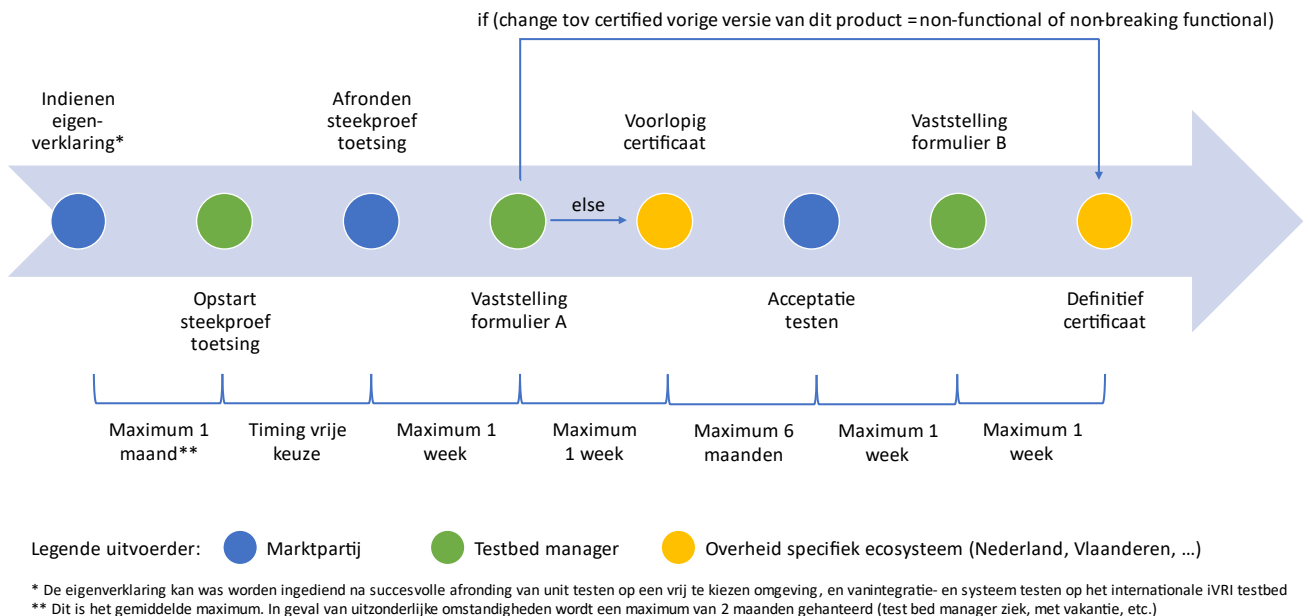 if (change tov certified vorige versie van dit product = non-functional of non-breaking functional)
Indienen
eigen-
verklaring*
Afronden
steekproef
toetsing
Voorlopig
certificaat
Vaststelling
formulier B
else
Opstart
steekproef
toetsing
Vaststelling
formulier A
Acceptatie
testen
Definitief
certificaat
Maximum 1
maand**
Timing vrije
keuze
Maximum 1
week
Maximum
1 week
Maximum 6
maanden
Maximum 1
week
Maximum 1
week
Legende uitvoerder:
Marktpartij
Testbed manager
Overheid specifiek ecosysteem (Nederland, Vlaanderen, ...)
* De eigenverklaring kan was worden ingediend na succesvolle afronding van unit testen op een vrij te kiezen omgeving, en vanintegratie- en systeem testen op het internationale iVRI testbed
** Dit is het gemiddelde maximum. In geval van uitzonderlijke omstandigheden wordt een maximum van 2 maanden gehanteerd (test bed manager ziek, met vakantie, etc.)